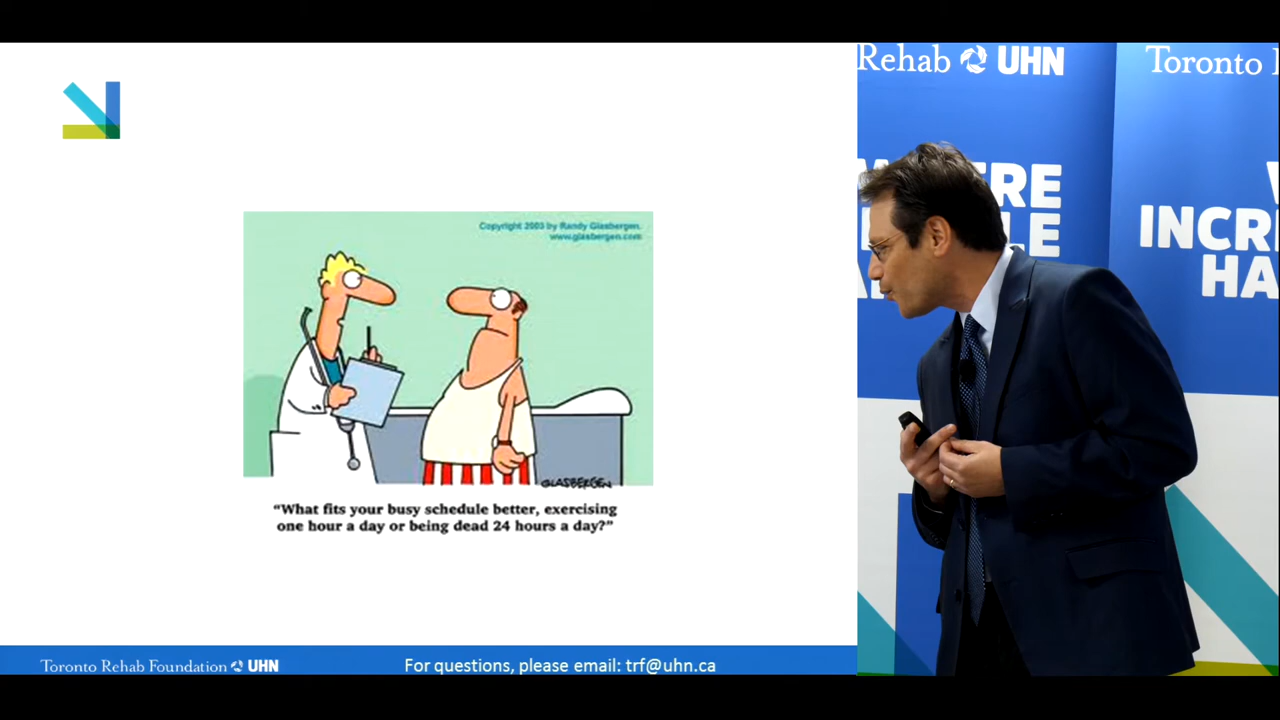 Copyright 2003 by Randy Glasbergen.
www.glasbergen.com
GLASBERGEN
“What fits your busy schedule better, exercising
one hour a day or being dead 24 hours a day?”
Toronto Rehab Foundation UHN
For questions, please email: trf@uhn.ca
Rehab UHN
Toronto
INCR
HA